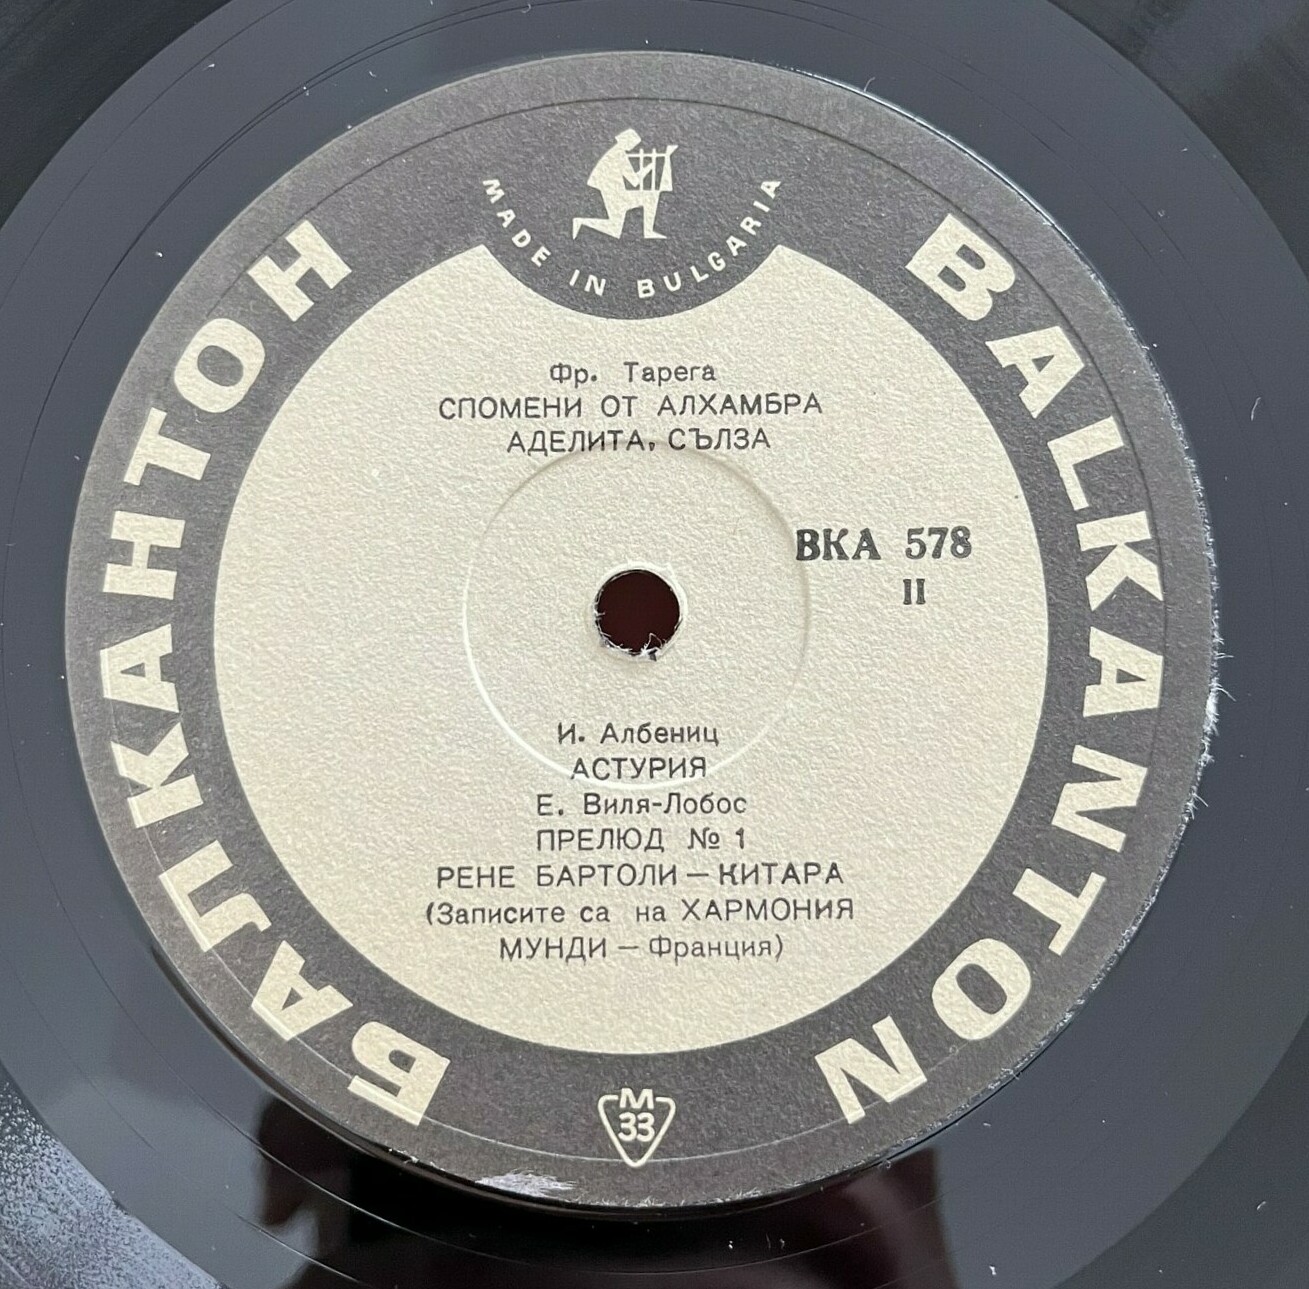 MADE IN BULGARIA
БАЛКАНТОН
BALKANTON
Фр. Тарега
СПОМЕНИ ОТ АЛХАМБРА
АДЕЛИТА, СЪЛЗА
ВКА 578
II
И. Албениц
АСТУРИЯ
Е. Виля-Лобос
ПРЕЛЮД № 1
РЕНЕ БАРТОЛИ — КИТАРА
(Записите са на ХАРМОНИЯ
МУНДИ — Франция)
М
33